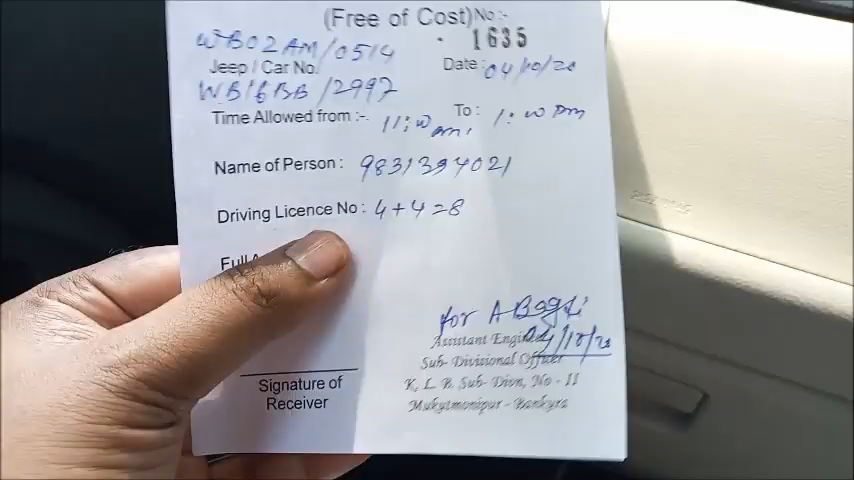 (Free of Cost) No :-
1635
WB02AM/0514
Jeep / Car No.
Date : 04/10/20
WB16BB/2997
Time Allowed from :- 11:00 am, To : 1:00 Pm
Name of Person : 9831394021
Driving Licence No : 4+4=8
Full A
for A Bagti
Assistant Engineer
04/10/20
Sub- Divisional Officer
K, L. B. Sub- Divn, No - II
Mukutmonipur - Bankura
Signature of
Receiver